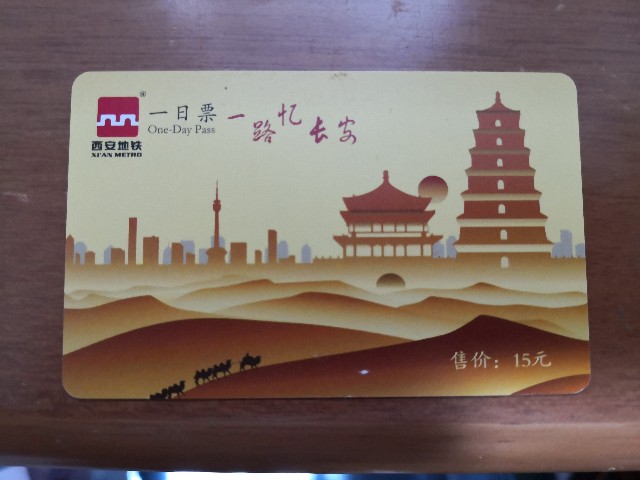 ®
一日票
One-Day Pass
一路忆长安
西安地铁
XI'AN METRO
售价：15元